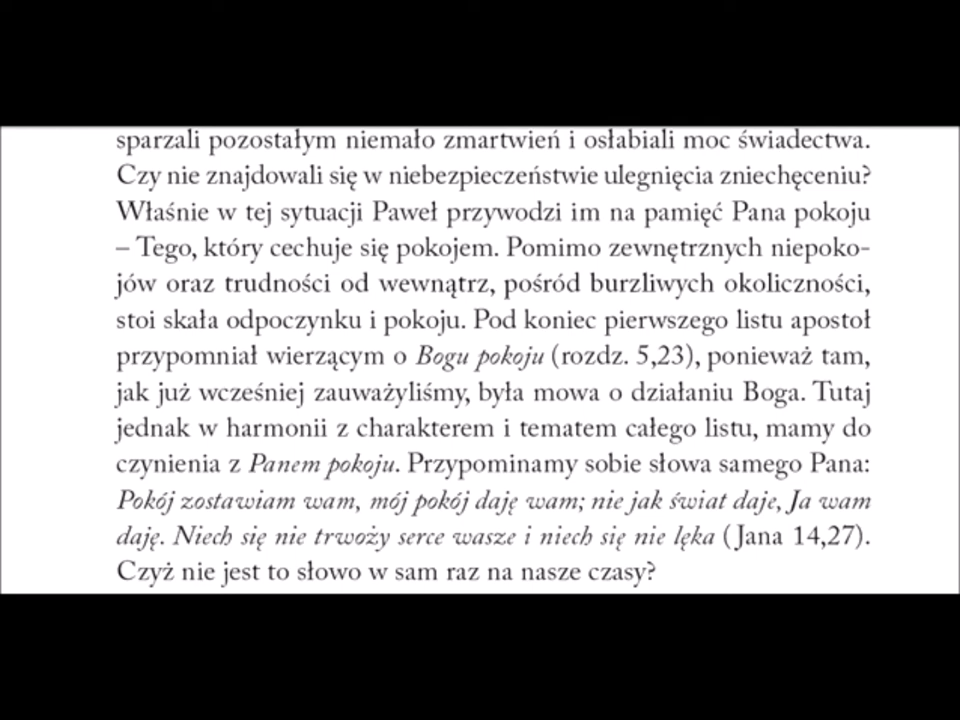 sparzali pozostałym niemało zmartwień i osłabiali moc świadectwa.
Czy nie znajdowali się w niebezpieczeństwie ulegnięcia zniechęceniu?
Właśnie w tej sytuacji Paweł przywodzi im na pamięć Pana pokoju
– Tego, który cechuje się pokojem. Pomimo zewnętrznych niepoko-
jów oraz trudności od wewnątrz, pośród burzliwych okoliczności,
stoi skała odpoczynku i pokoju. Pod koniec pierwszego listu apostoł
przypomniał wierzącym o Bogu pokoju (rozdz. 5,23), ponieważ tam,
jak już wcześniej zauważyliśmy, była mowa o działaniu Boga. Tutaj
jednak w harmonii z charakterem i tematem całego listu, mamy do
czynienia z Panem pokoju. Przypominamy sobie słowa samego Pana:
Pokój zostawiam wam, mój pokój daję wam; nie jak świat daje, Ja wam
daję. Niech się nie trwoży serce wasze i niech się nie lęka (Jana 14,27).
Czyż nie jest to słowo w sam raz na nasze czasy?